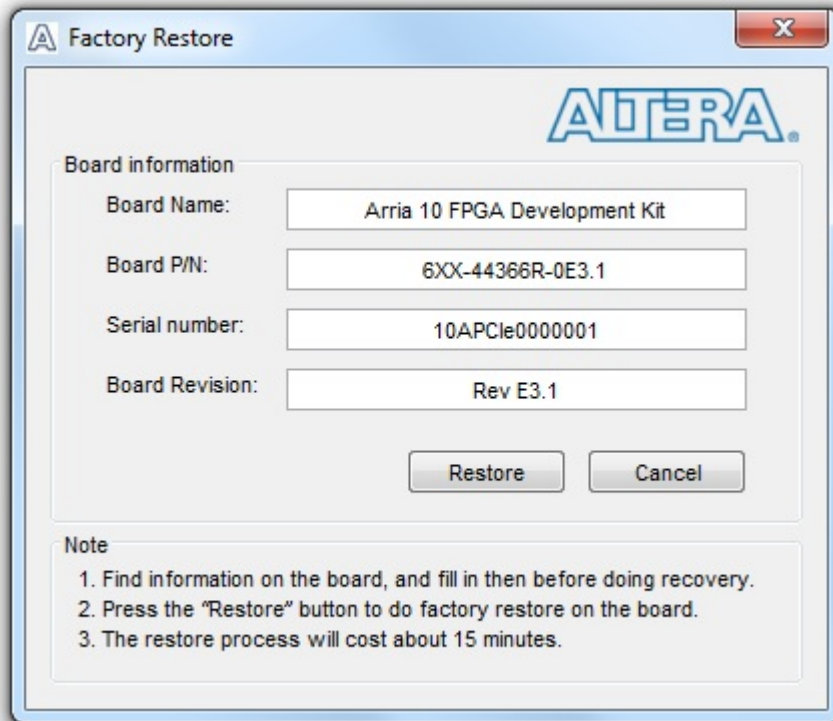 Factory Restore
ALTERA®
Board information
Board Name: Arria 10 FPGA Development Kit
Board P/N: 6XX-44366R-0E3.1
Serial number: 10APCIe0000001
Board Revision: Rev E3.1
Restore Cancel
Note
1. Find information on the board, and fill in then before doing recovery.
2. Press the "Restore" button to do factory restore on the board.
3. The restore process will cost about 15 minutes.